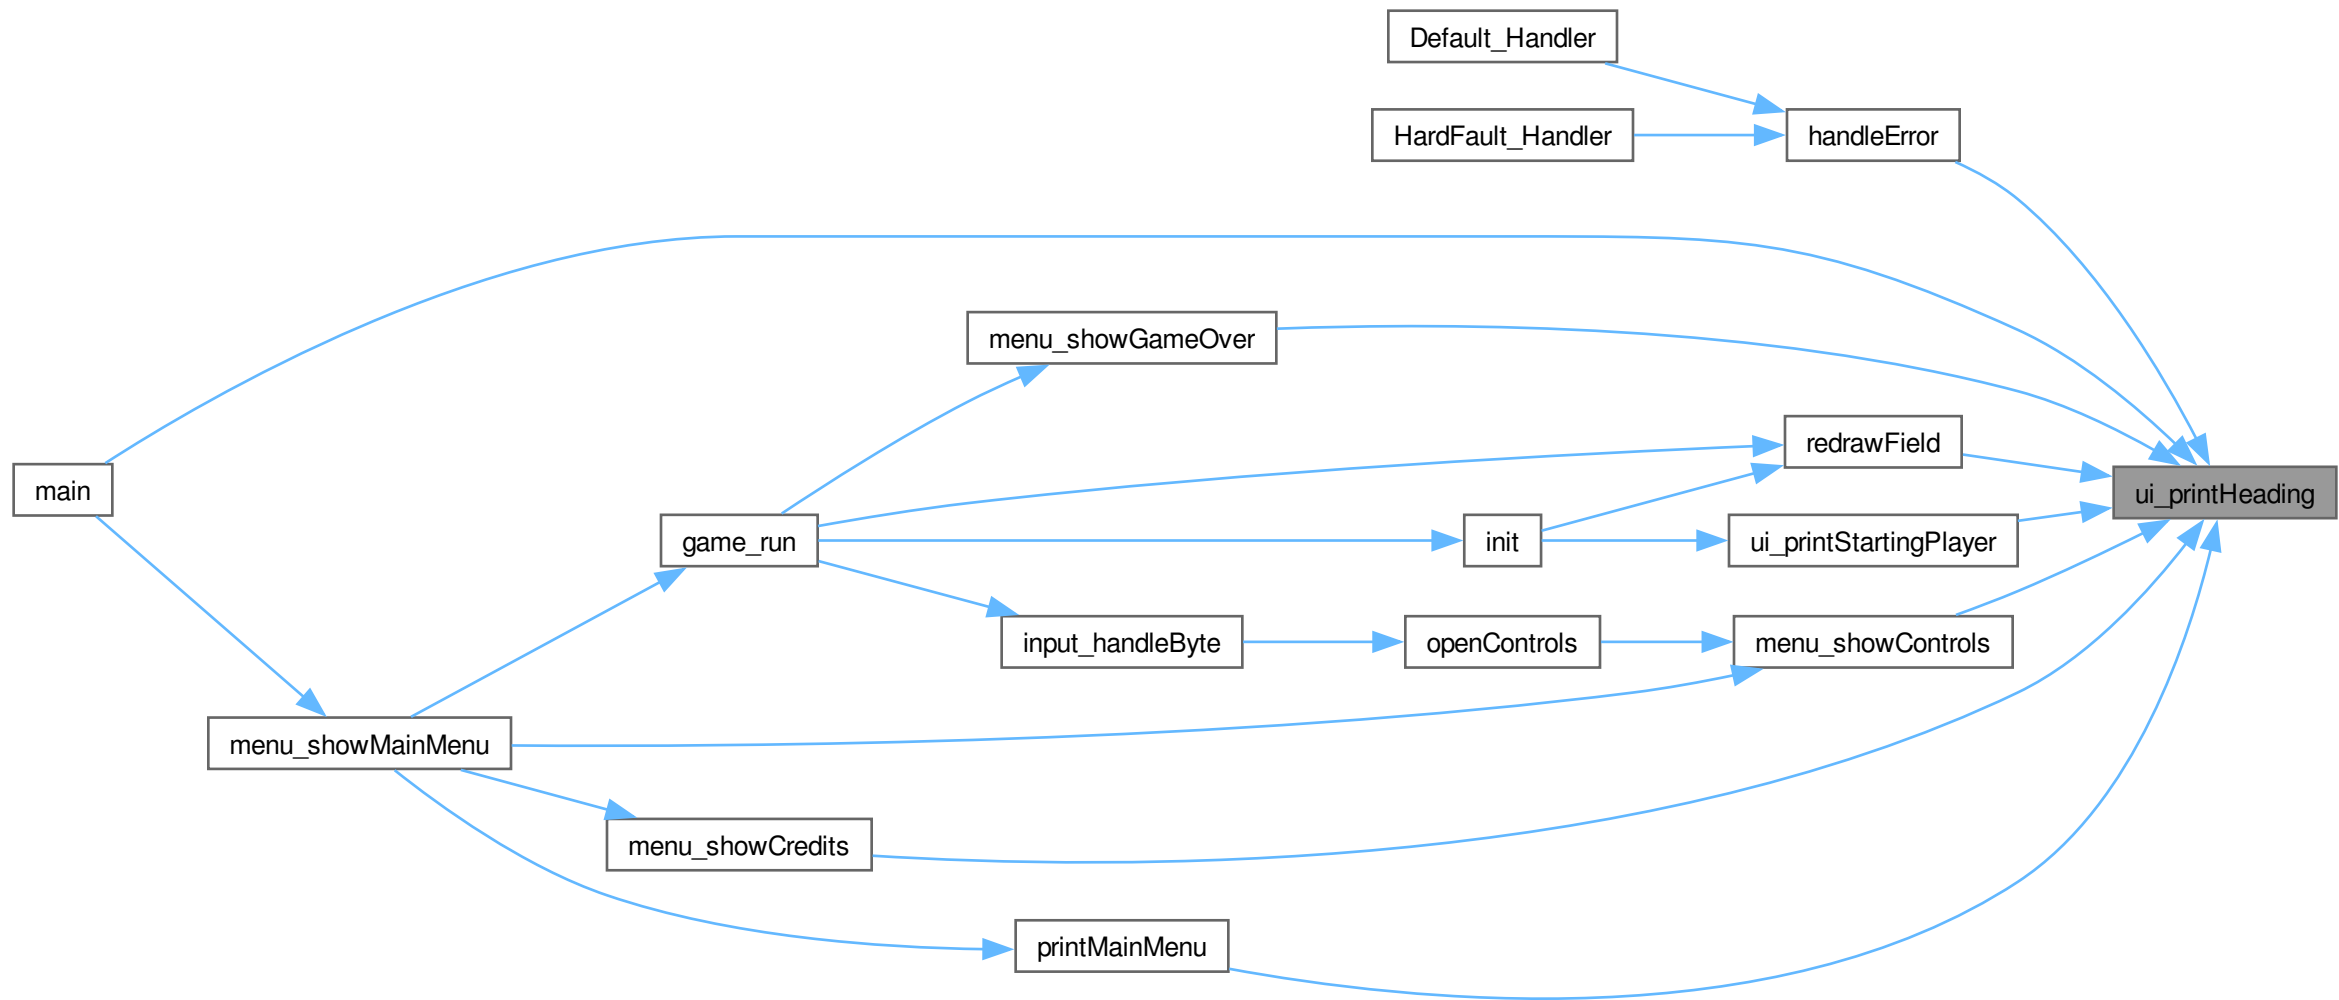 Default_Handler
HardFault_Handler
handleError
menu_showGameOver
redrawField
main
ui_printHeading
game_run
init
ui_printStartingPlayer
input_handleByte
openControls
menu_showControls
menu_showMainMenu
menu_showCredits
printMainMenu